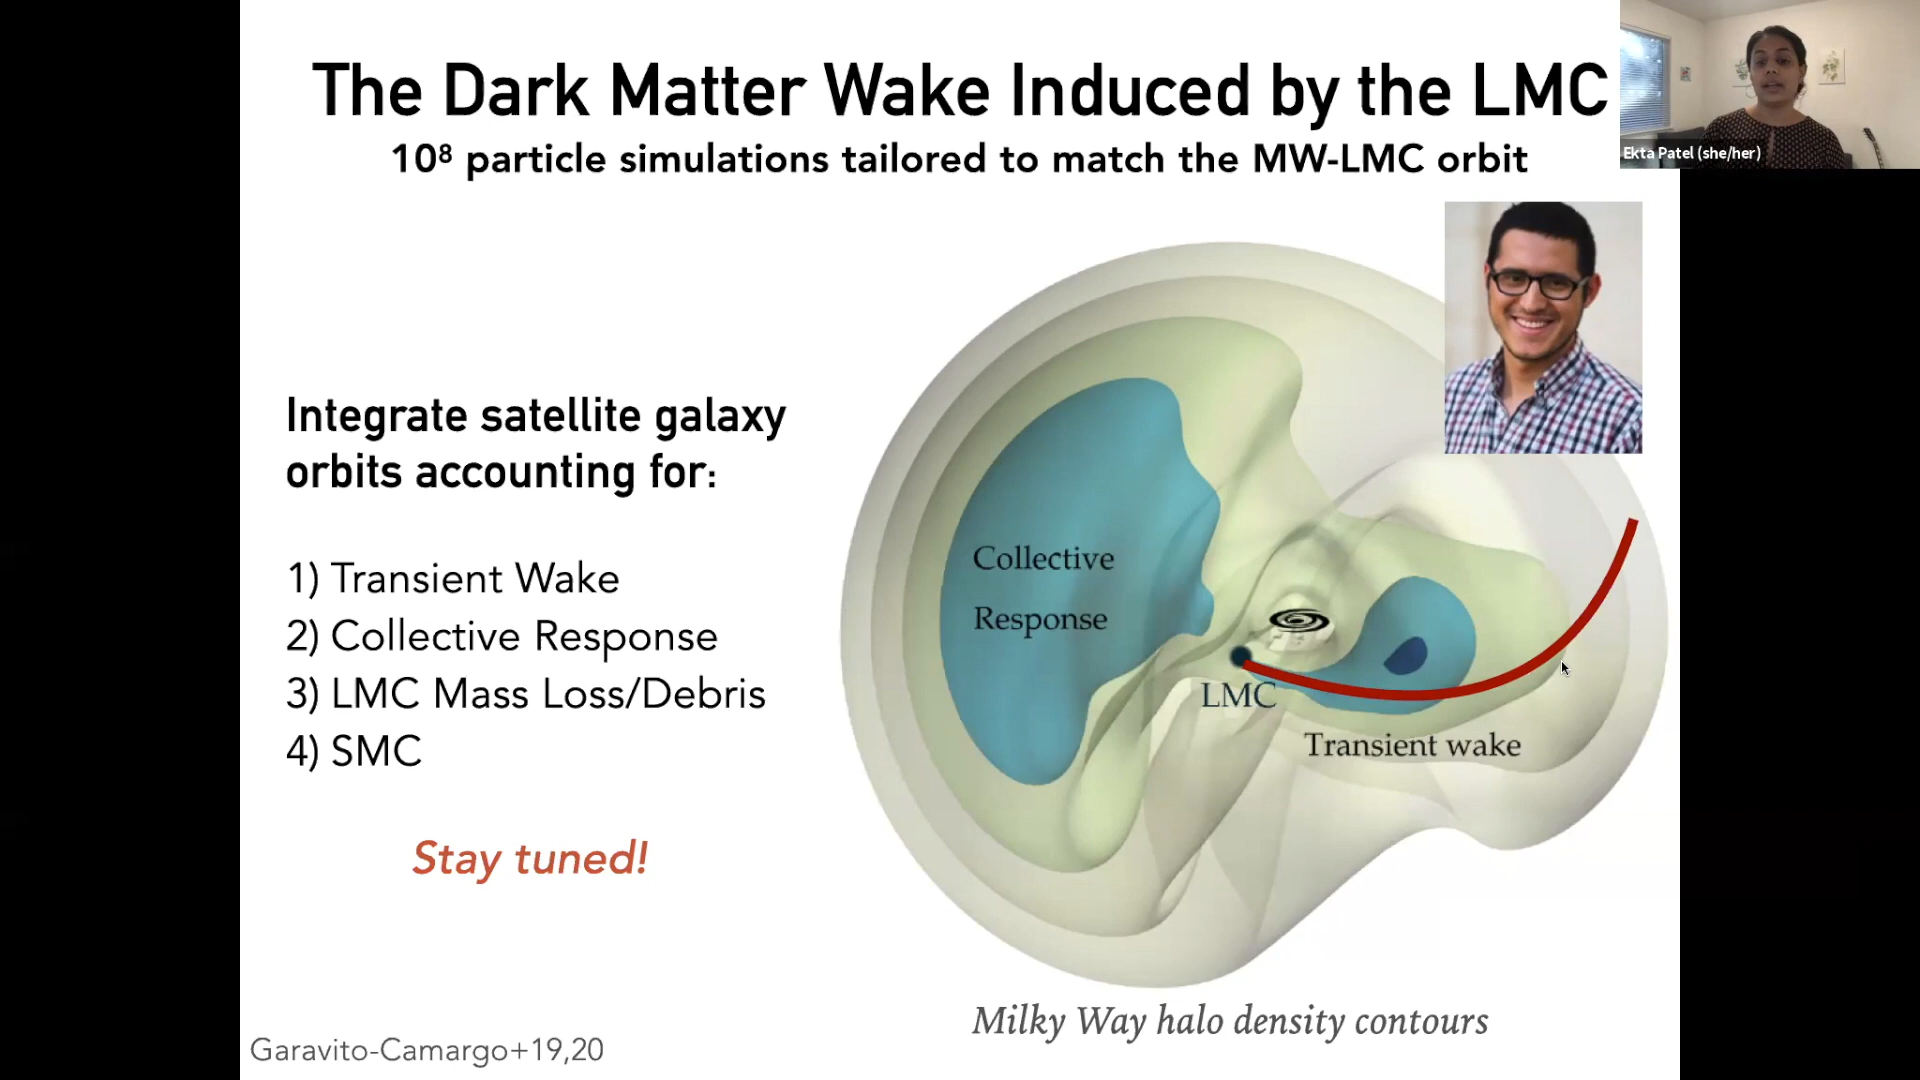 The Dark Matter Wake Induced by the LMC
10⁸ particle simulations tailored to match the MW-LMC orbit
Ekta Patel (she/her)
Integrate satellite galaxy
orbits accounting for:
1) Transient Wake
2) Collective Response
3) LMC Mass Loss/Debris
4) SMC
Stay tuned!
Collective
Response
LMC
Transient wake
Milky Way halo density contours
Garavito-Camargo+19,20